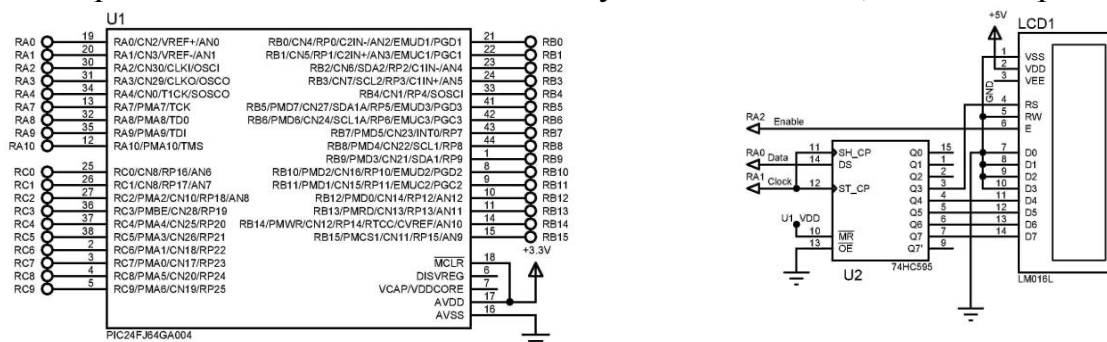 U1
RA0 19 RA0/CN2/VREF+/AN0 RB0/CN4/RP0/C2IN-/AN2/EMUD1/PGD1 21 RB0
RA1 20 RA1/CN3/VREF-/AN1 RB1/CN5/RP1/C2IN+/AN3/EMUC1/PGC1 22 RB1
RA2 30 RA2/CN30/CLKI/OSCI RB2/CN6/SDA2/RP2/C1IN-/AN4 23 RB2
RA3 31 RA3/CN29/CLKO/OSCO RB3/CN7/SCL2/RP3/C1IN+/AN5 24 RB3
RA4 34 RA4/CN0/T1CK/SOSCO RB4/CN1/RP4/SOSCI 33 RB4
RA7 13 RA7/PMA7/TCK RB5/PMD7/CN27/SDA1A/RP5/EMUD3/PGD3 41 RB5
RA8 32 RA8/PMA8/TD0 RB6/PMD6/CN24/SCL1A/RP6/EMUC3/PGC3 42 RB6
RA9 35 RA9/PMA9/TDI RB7/PMD5/CN23/INT0/RP7 43 RB7
RA10 12 RA10/PMA10/TMS RB8/PMD4/CN22/SCL1/RP8 44 RB8
RB9/PMD3/CN21/SDA1/RP9 1 RB9
RC0 25 RC0/CN8/RP16/AN6 RB10/PMD2/CN16/RP10/EMUD2/PGD2 8 RB10
RC1 26 RC1/CN8/RP17/AN7 RB11/PMD1/CN15/RP11/EMUC2/PGC2 9 RB11
RC2 27 RC2/PMA2/CN10/RP18/AN8 RB12/PMD0/CN14/RP12/AN12 10 RB12
RC3 36 RC3/PMBE/CN28/RP19 RB13/PMRD/CN13/RP13/AN11 11 RB13
RC4 37 RC4/PMA4/CN25/RP20 RB14/PMWR/CN12/RP14/RTCC/CVREF/AN10 14 RB14
RC5 38 RC5/PMA3/CN26/RP21 RB15/PMCS1/CN11/RP15/AN9 15 RB15
RC6 2 RC6/PMA1/CN18/RP22
RC7 3 RC7/PMA0/CN17/RP23 MCLR 18 +3.3V
RC8 4 RC8/PMA5/CN20/RP24 DISVREG 6
RC9 5 RC9/PMA6/CN19/RP25 VCAP/VDDCORE 7
AVDD 17
AVSS 16
PIC24FJ64GA004
+5V
LCD1
1 VSS
2 VDD
3 VEE
GND
4 RS
5 RW
RA2 Enable 6 E
RA0 Data
RA1 Clock
11 SH_CP Q0 15
14 DS Q1 1
Q2 2
12 ST_CP Q3 3
Q4 4
Q5 5
U1_VDD Q6 6
10 MR Q7 7
13 OE Q7' 9
U2
74HC595
7 D0
8 D1
9 D2
10 D3
11 D4
12 D5
13 D6
14 D7
LM016L